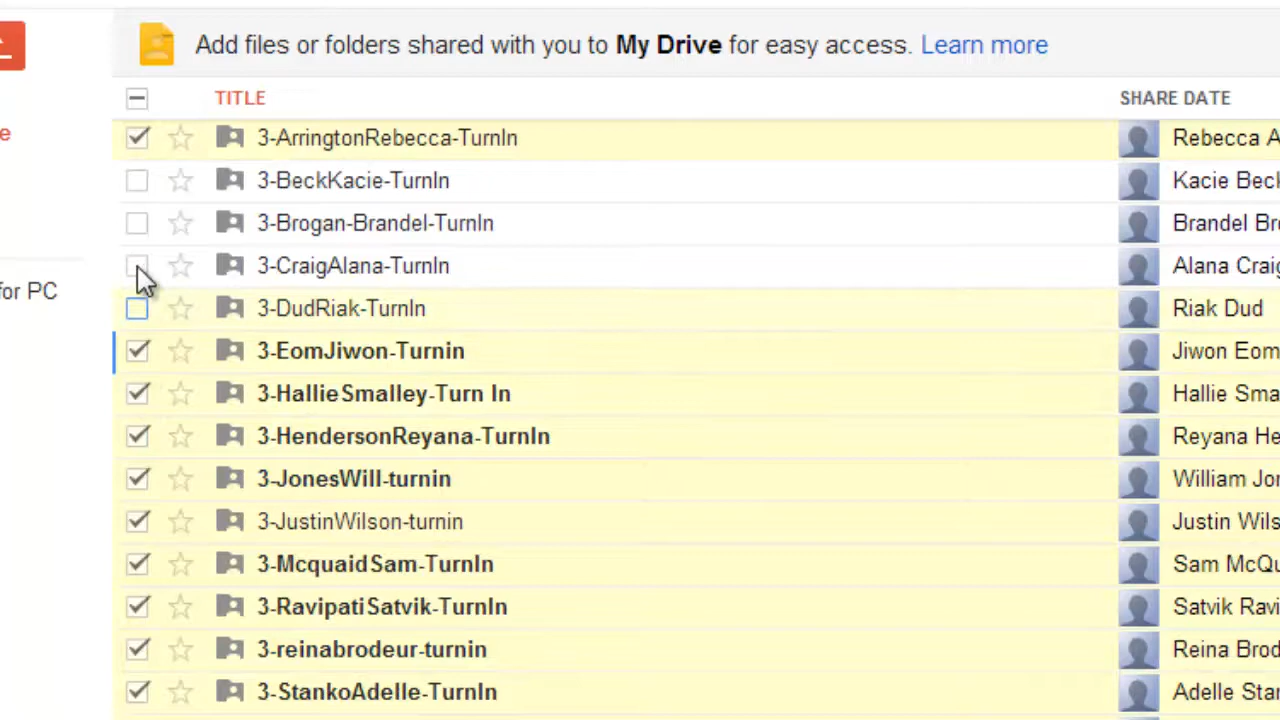 Add files or folders shared with you to My Drive for easy access. Learn more
TITLE SHARE DATE
3-ArringtonRebecca-TurnIn Rebecca A
3-BeckKacie-TurnIn Kacie Beck
3-Brogan-Brandel-TurnIn Brandel Bro
3-CraigAlana-TurnIn Alana Craig
for PC
3-DudRiak-TurnIn Riak Dud
3-EomJiwon-Turnin Jiwon Eom
3-HallieSmalley-Turn In Hallie Sma
3-HendersonReyana-TurnIn Reyana He
3-JonesWill-turnin William Jon
3-JustinWilson-turnin Justin Wils
3-McquaidSam-TurnIn Sam McQu
3-RavipatiSatvik-TurnIn Satvik Ravi
3-reinabrodeur-turnin Reina Brod
3-StankoAdelle-TurnIn Adelle Star